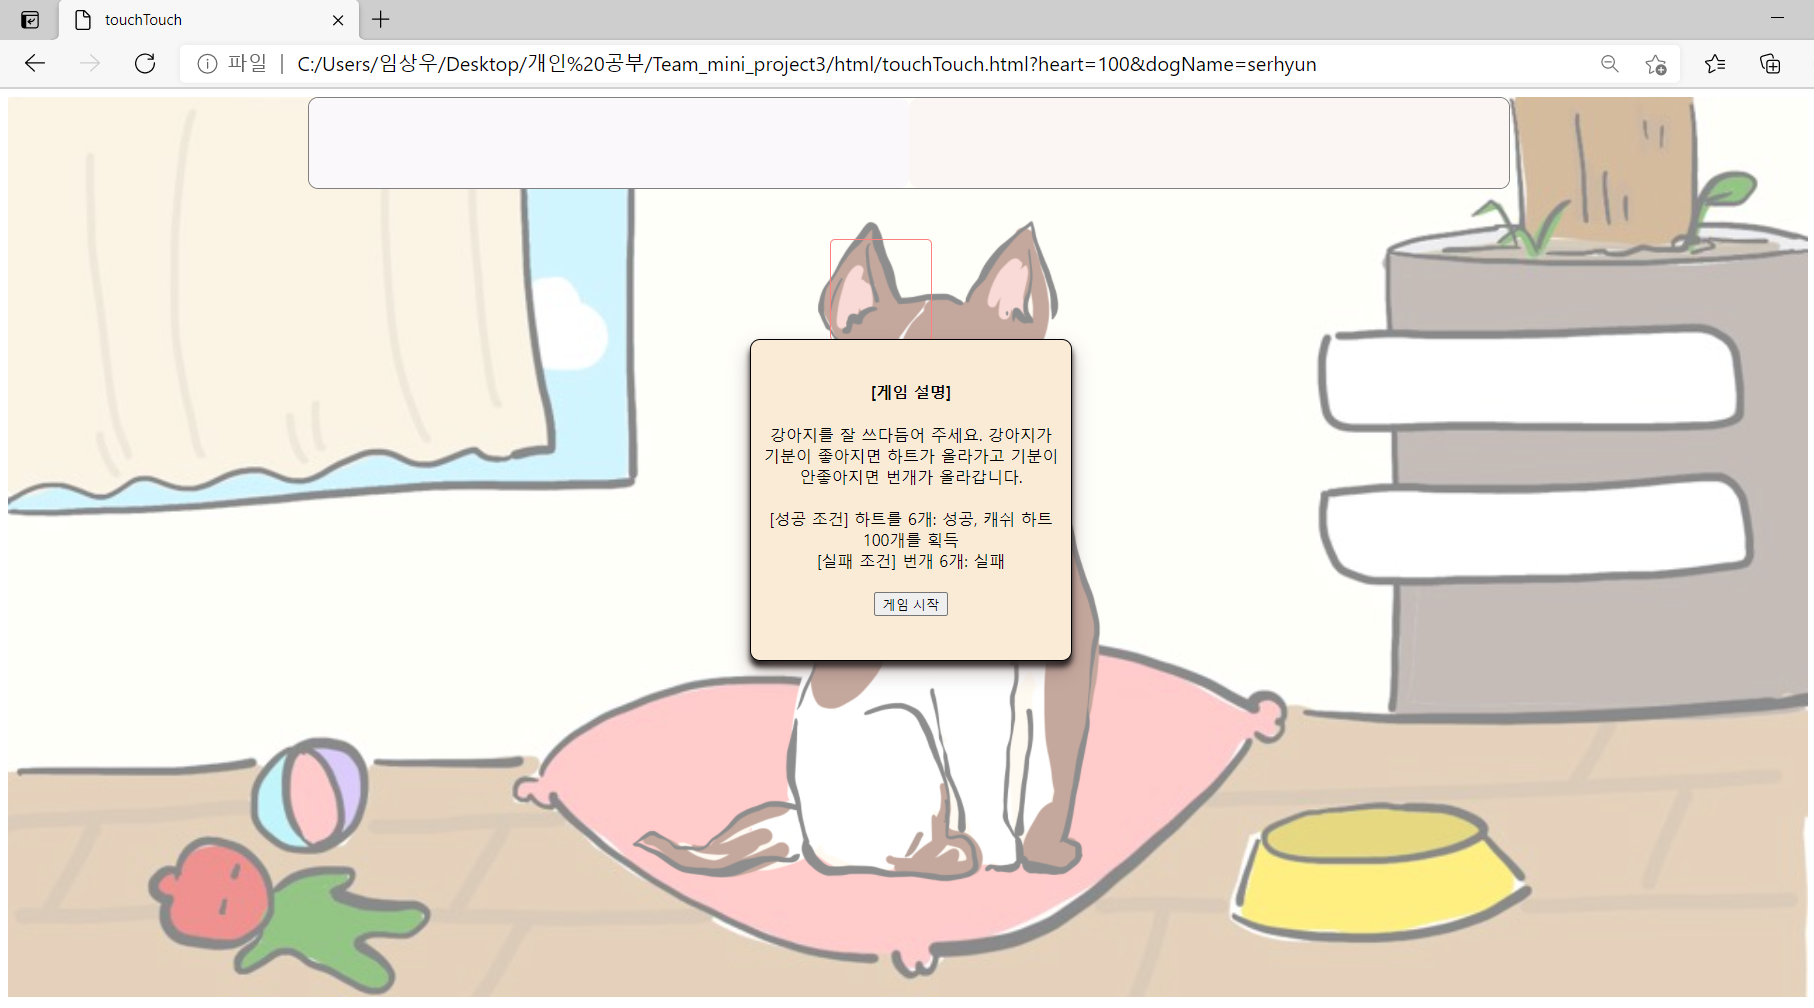 touchTouch
파일 | C:/Users/임상우/Desktop/개인%20공부/Team_mini_project3/html/touchTouch.html?heart=100&dogName=serhyun
[게임 설명]
강아지를 잘 쓰다듬어 주세요. 강아지가
기분이 좋아지면 하트가 올라가고 기분이
안좋아지면 번개가 올라갑니다.
[성공 조건] 하트를 6개: 성공, 캐쉬 하트
100개를 획득
[실패 조건] 번개 6개: 실패
게임 시작